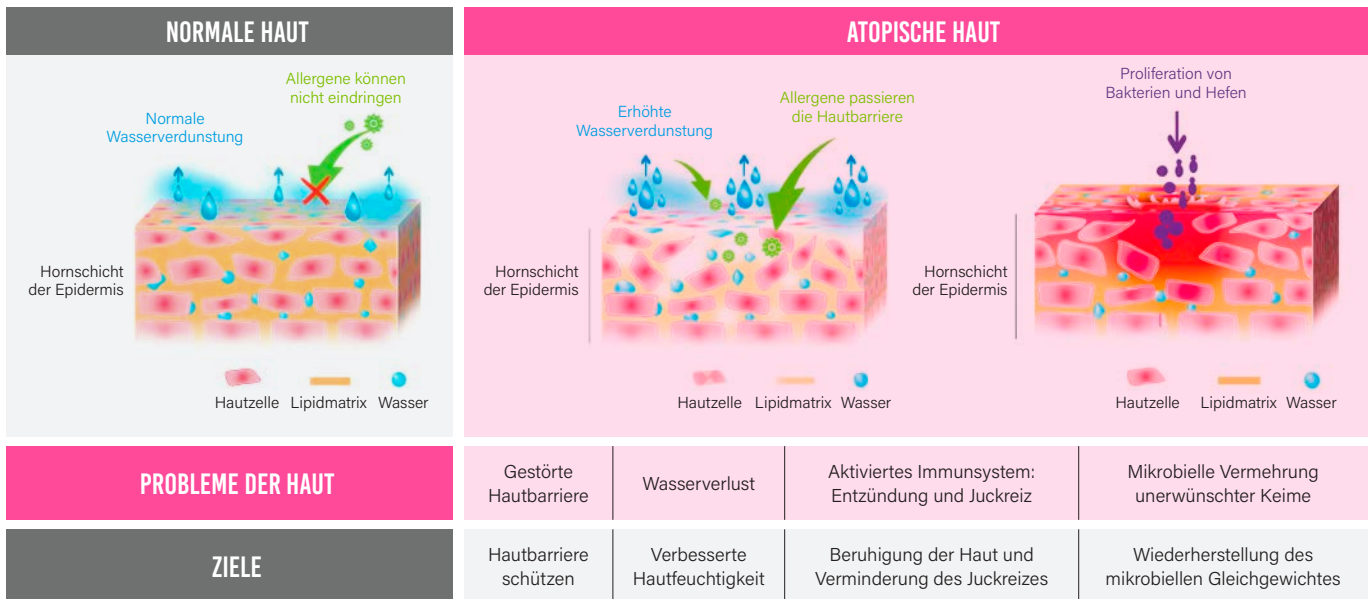 NORMALE HAUT
Allergene können
nicht eindringen
Normale
Wasserverdunstung
Hornschicht
der Epidermis
Hautzelle Lipidmatrix Wasser
ATOPISCHE HAUT
Erhöhte
Wasserverdunstung
Allergene passieren
die Hautbarriere
Hornschicht
der Epidermis
Hautzelle Lipidmatrix Wasser
Proliferation von
Bakterien und Hefen
Hornschicht
der Epidermis
Hautzelle Lipidmatrix Wasser
PROBLEME DER HAUT
Gestörte
Hautbarriere
Wasserverlust
Aktiviertes Immunsystem:
Entzündung und Juckreiz
Mikrobielle Vermehrung
unerwünschter Keime
ZIELE
Hautbarriere
schützen
Verbesserte
Hautfeuchtigkeit
Beruhigung der Haut und
Verminderung des Juckreizes
Wiederherstellung des
mikrobiellen Gleichgewichtes